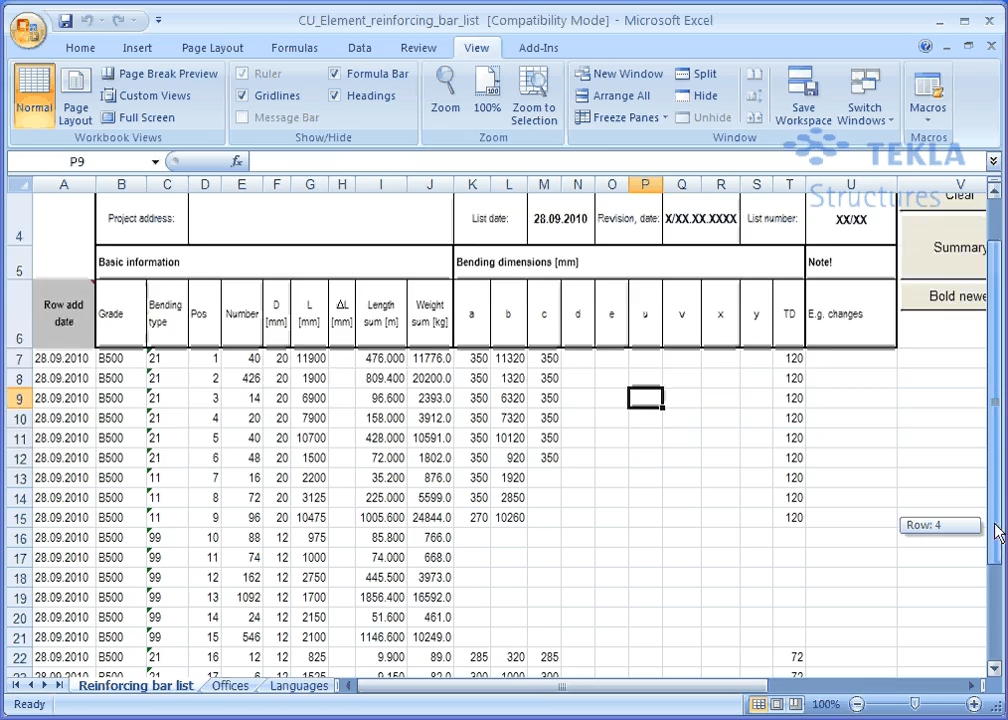 CU_Element_reinforcing_bar_list [Compatibility Mode] - Microsoft Excel
Home Insert Page Layout Formulas Data Review View Add-Ins
Normal Page Layout Page Break Preview Custom Views Full Screen
Workbook Views
Ruler Formula Bar
Gridlines Headings
Message Bar
Show/Hide
Zoom 100% Zoom to Selection
Zoom
New Window Split
Arrange All Hide
Freeze Panes Unhide
Save Workspace Switch Windows
Window
Macros
Macros
TEKLA
Structures
P9 fx
A B C D E F G H I J K L M N O P Q R S T U V
Clear
4 Project address: List date: 28.09.2010 Revision, date: X/XX.XX.XXXX List number: XX/XX
Summary
5 Basic information Bending dimensions [mm] Note!
Bold newe
6 Row add date Grade Bending type Pos Number D [mm] L [mm] ΔL [mm] Length sum [m] Weight sum [kg] a b c d e u v x y TD E.g. changes
7 28.09.2010 B500 21 1 40 20 11900 476.000 11776.0 350 11320 350 120
8 28.09.2010 B500 21 2 426 20 1900 809.400 20200.0 350 1320 350 120
9 28.09.2010 B500 21 3 14 20 6900 96.600 2393.0 350 6320 350 120
10 28.09.2010 B500 21 4 20 20 7900 158.000 3912.0 350 7320 350 120
11 28.09.2010 B500 21 5 40 20 10700 428.000 10591.0 350 10120 350 120
12 28.09.2010 B500 21 6 48 20 1500 72.000 1802.0 350 920 350 120
13 28.09.2010 B500 11 7 16 20 2200 35.200 876.0 350 1920 120
14 28.09.2010 B500 11 8 72 20 3125 225.000 5599.0 350 2850 120
15 28.09.2010 B500 11 9 96 20 10475 1005.600 24844.0 270 10260 120
Row: 4
16 28.09.2010 B500 99 10 88 12 975 85.800 766.0
17 28.09.2010 B500 99 11 74 12 1000 74.000 668.0
18 28.09.2010 B500 99 12 162 12 2750 445.500 3973.0
19 28.09.2010 B500 99 13 1092 12 1700 1856.400 16592.0
20 28.09.2010 B500 99 14 24 12 2150 51.600 461.0
21 28.09.2010 B500 99 15 546 12 2100 1146.600 10249.0
22 28.09.2010 B500 21 16 12 12 825 9.900 89.0 285 320 285 72
Reinforcing bar list Offices Languages
Ready 100%